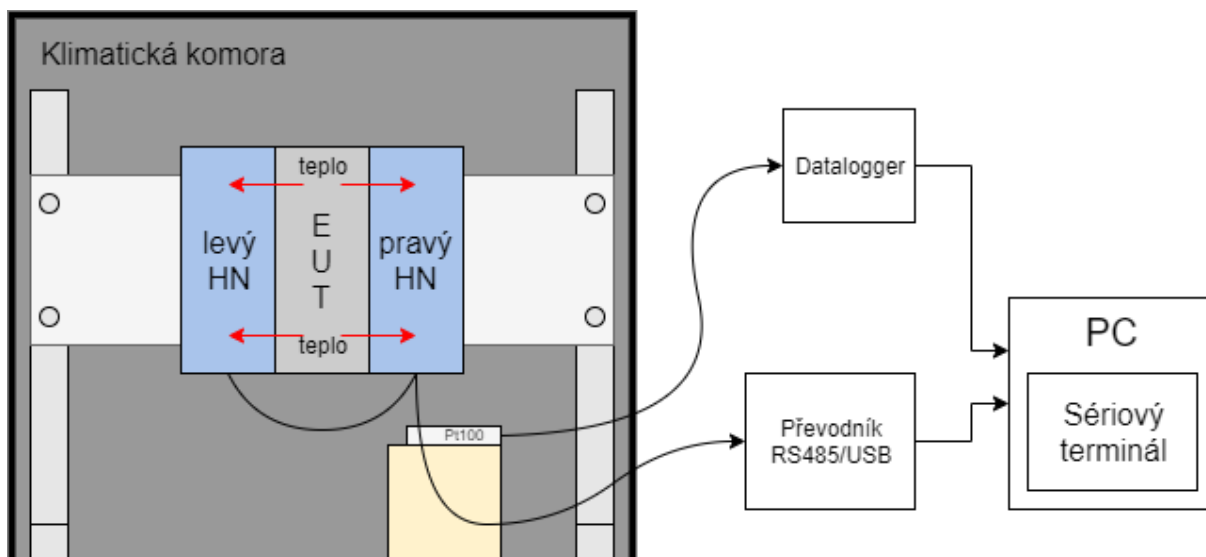 Klimatická komora
teplo
levý
HN
E
U
T
pravý
HN
teplo
Pt100
Datalogger
Převodník
RS485/USB
PC
Sériový
terminál